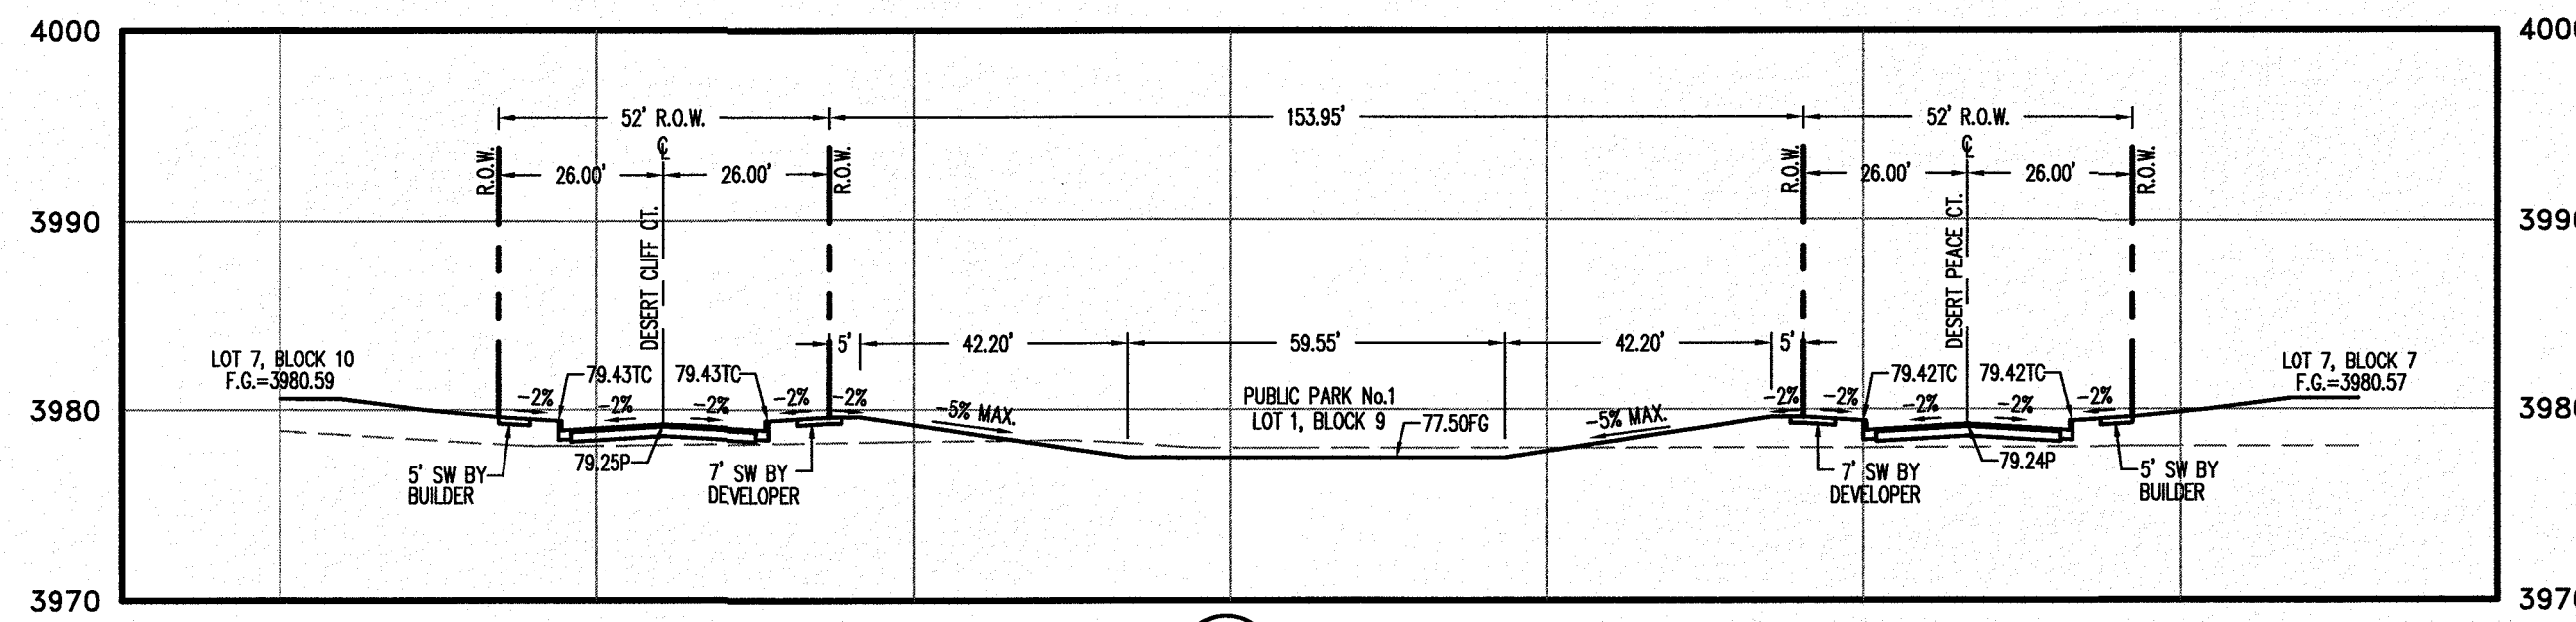 4000
4000
52' R.O.W.
153.95'
52' R.O.W.
R.O.W.
℄
R.O.W.
R.O.W.
℄
R.O.W.
26.00'
26.00'
26.00'
26.00'
3990
3990
DESERT CLIFF CT.
DESERT PEACE CT.
5'
42.20'
59.55'
42.20'
5'
LOT 7, BLOCK 10
F.G.=3980.59
79.43TC
79.43TC
PUBLIC PARK No.1
LOT 1, BLOCK 9
77.50FG
79.42TC
79.42TC
LOT 7, BLOCK 7
F.G.=3980.57
3980
3980
-2%
-2%
-2%
-2%
-2%
-5% MAX.
-5% MAX.
-2%
-2%
-2%
-2%
-2%
5' SW BY
BUILDER
79.25P
7' SW BY
DEVELOPER
7' SW BY
DEVELOPER
79.24P
5' SW BY
BUILDER
3970
3970